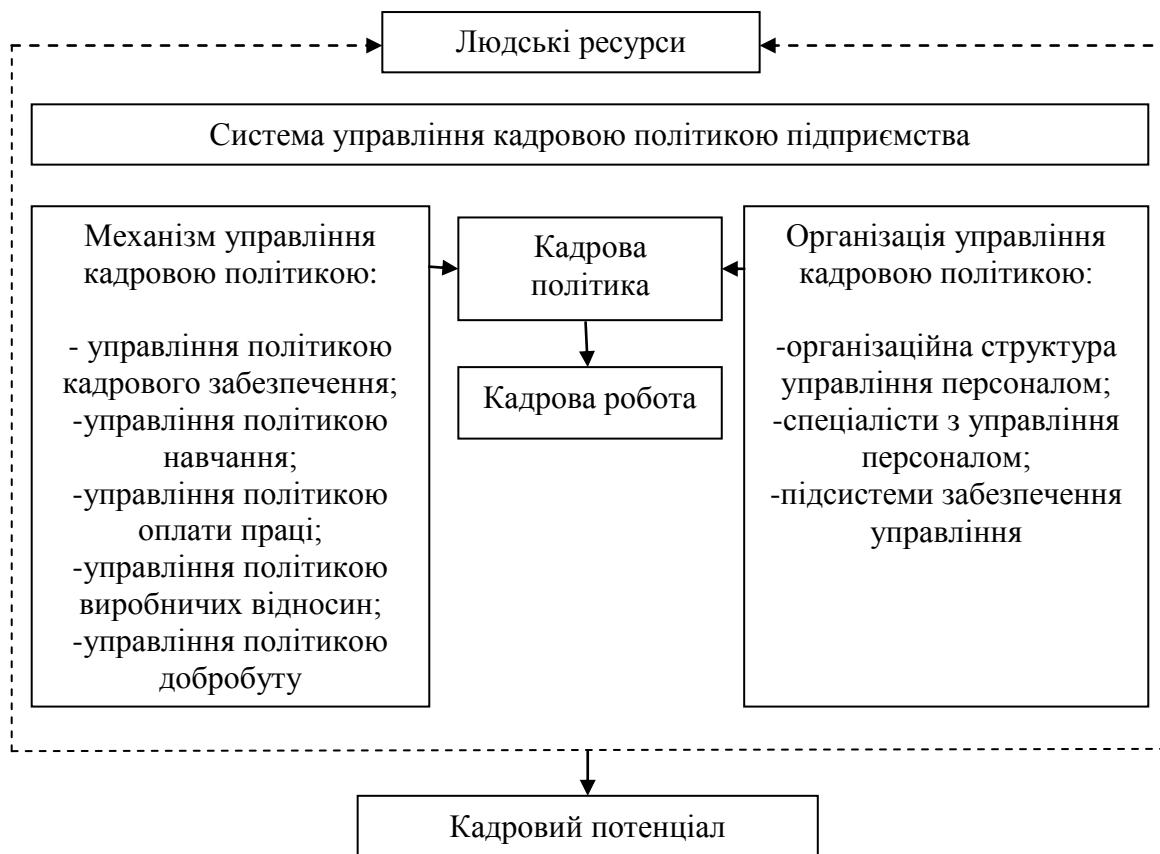 Людські ресурси
Система управління кадровою політикою підприємства
Механізм управління
кадровою політикою:
- управління політикою
кадрового забезпечення;
-управління політикою
навчання;
-управління політикою
оплати праці;
-управління політикою
виробничих відносин;
-управління політикою
добробуту
Кадрова
політика
Кадрова робота
Організація управління
кадровою політикою:
-організаційна структура
управління персоналом;
-спеціалісти з управління
персоналом;
-підсистеми забезпечення
управління
Кадровий потенціал